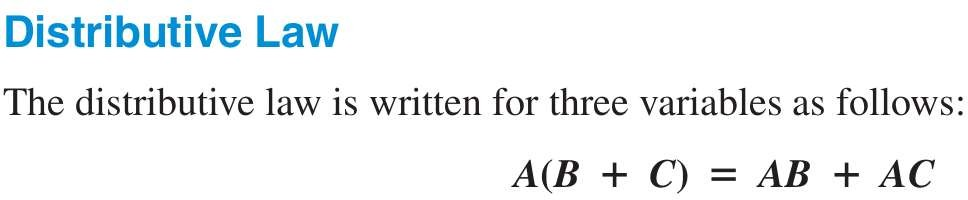 Distributive Law
The distributive law is written for three variables as follows:
A(B + C) = AB + AC